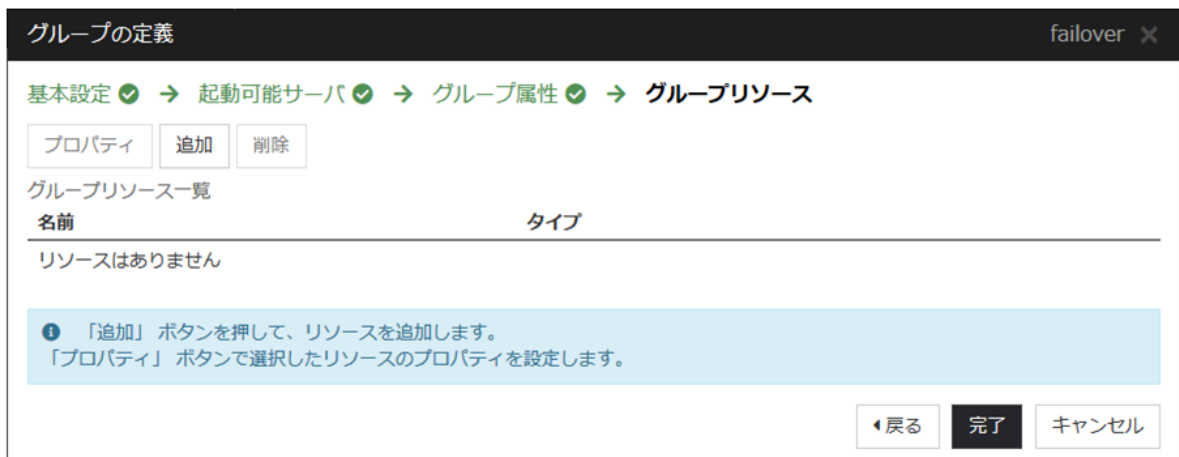 グループの定義 failover ×
基本設定 → 起動可能サーバ → グループ属性 → グループリソース
プロパティ 追加 削除
グループリソース一覧
名前 タイプ
リソースはありません
「追加」 ボタンを押して、リソースを追加します。
「プロパティ」 ボタンで選択したリソースのプロパティを設定します。
戻る 完了 キャンセル